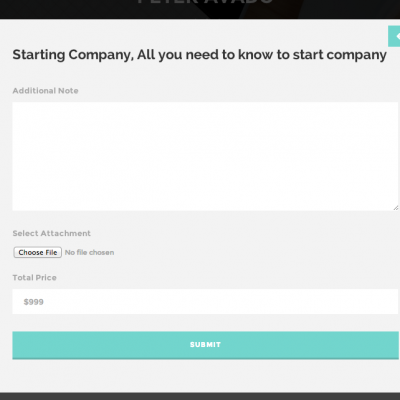 PETER AVADO
Starting Company, All you need to know to start company
Additional Note
Select Attachment
Choose File No file chosen
Total Price
$999
SUBMIT